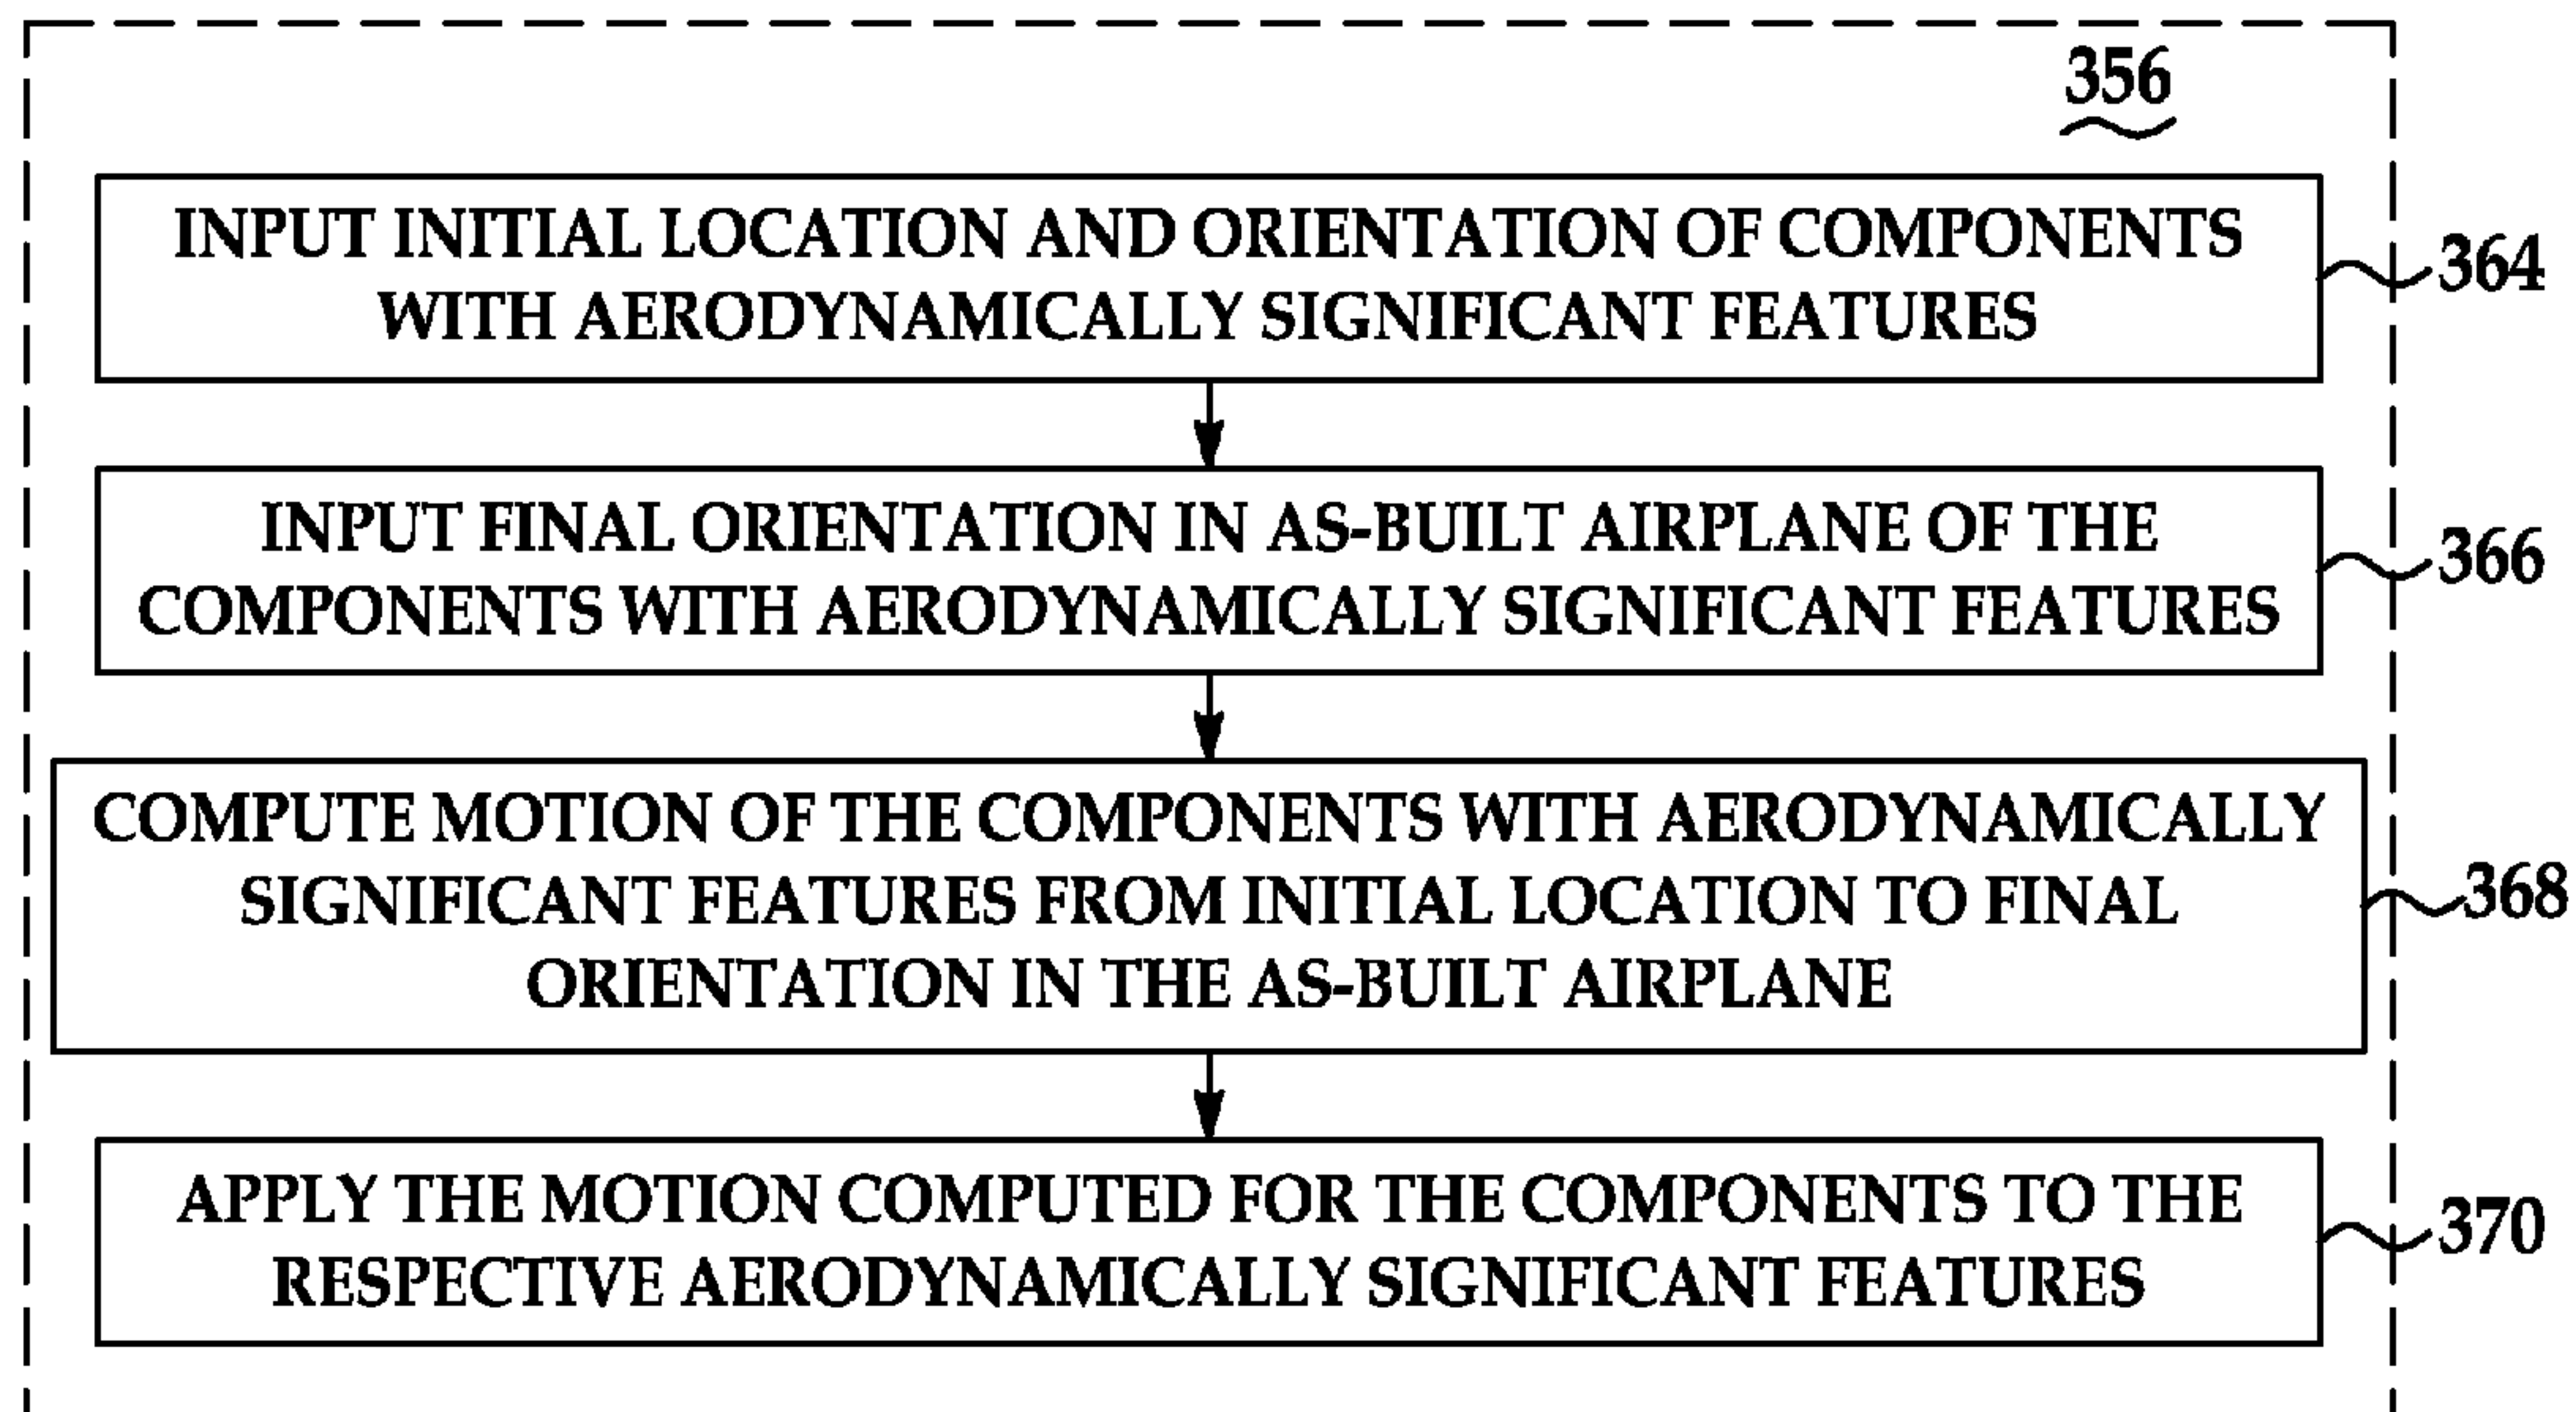 356
INPUT INITIAL LOCATION AND ORIENTATION OF COMPONENTS
WITH AERODYNAMICALLY SIGNIFICANT FEATURES
364
INPUT FINAL ORIENTATION IN AS-BUILT AIRPLANE OF THE
COMPONENTS WITH AERODYNAMICALLY SIGNIFICANT FEATURES
366
COMPUTE MOTION OF THE COMPONENTS WITH AERODYNAMICALLY
SIGNIFICANT FEATURES FROM INITIAL LOCATION TO FINAL
ORIENTATION IN THE AS-BUILT AIRPLANE
368
APPLY THE MOTION COMPUTED FOR THE COMPONENTS TO THE
RESPECTIVE AERODYNAMICALLY SIGNIFICANT FEATURES
370